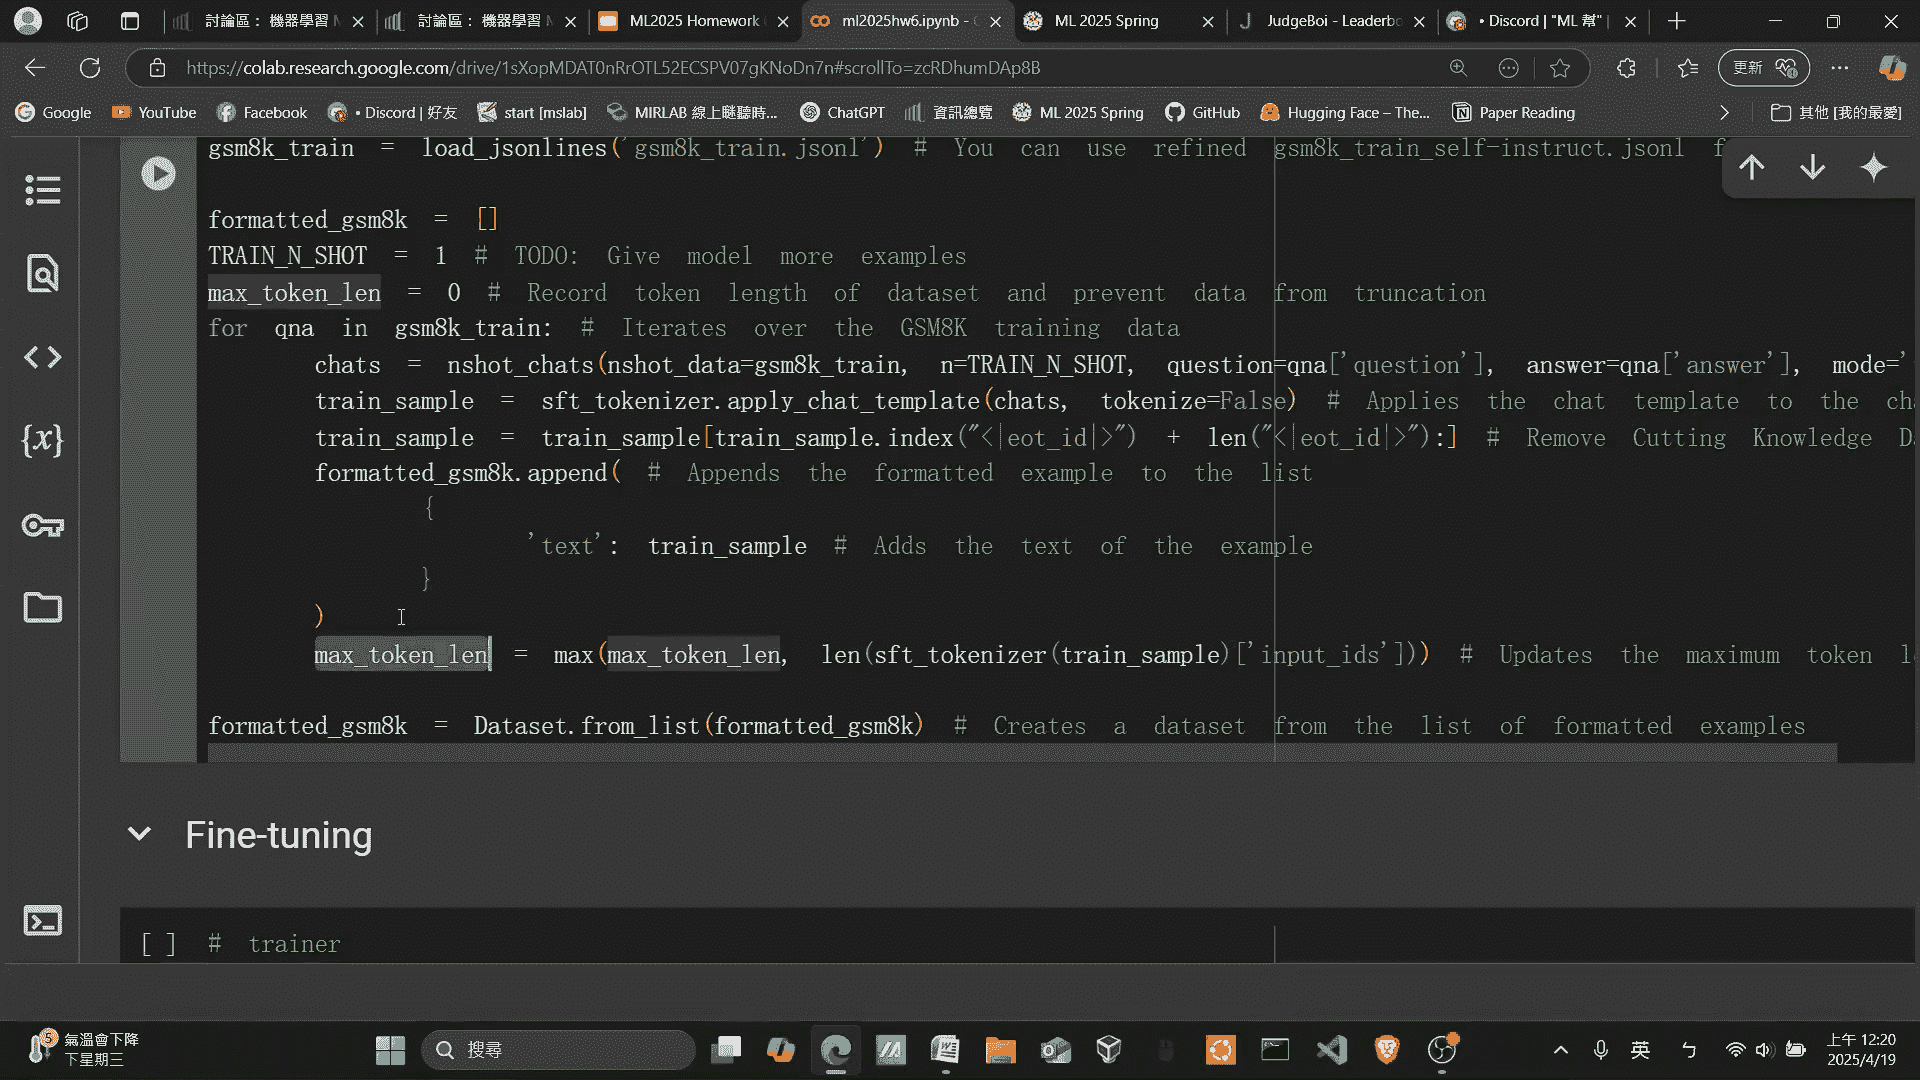 討論區： 機器學習 M
討論區： 機器學習 M
ML2025 Homework
ml2025hw6.ipynb - C
ML 2025 Spring
JudgeBoi - Leaderbo
• Discord | "ML 幫" |
https://colab.research.google.com/drive/1sXopMDAT0nRrOTL52ECSPV07gKNoDn7n#scrollTo=zcRDhumDAp8B
更新
Google
YouTube
Facebook
• Discord | 好友
start [mslab]
MIRLAB 線上瞇聽時...
ChatGPT
資訊總覽
ML 2025 Spring
GitHub
Hugging Face – The...
Paper Reading
其他 [我的最愛]
gsm8k_train = load_jsonlines('gsm8k_train.jsonl') # You can use refined gsm8k_train_self-instruct.jsonl f
formatted_gsm8k = []
TRAIN_N_SHOT = 1 # TODO: Give model more examples
max_token_len = 0 # Record token length of dataset and prevent data from truncation
for qna in gsm8k_train: # Iterates over the GSM8K training data
chats = nshot_chats(nshot_data=gsm8k_train, n=TRAIN_N_SHOT, question=qna['question'], answer=qna['answer'], mode='
train_sample = sft_tokenizer.apply_chat_template(chats, tokenize=False) # Applies the chat template to the cha
train_sample = train_sample[train_sample.index("<|eot_id|>") + len("<|eot_id|>"):] # Remove Cutting Knowledge D
formatted_gsm8k.append( # Appends the formatted example to the list
{
'text': train_sample # Adds the text of the example
}
)
max_token_len = max(max_token_len, len(sft_tokenizer(train_sample)['input_ids'])) # Updates the maximum token l
formatted_gsm8k = Dataset.from_list(formatted_gsm8k) # Creates a dataset from the list of formatted examples
Fine-tuning
[ ] # trainer
5
氣溫會下降
下星期三
搜尋
英
ㄅ
上午 12:20
2025/4/19